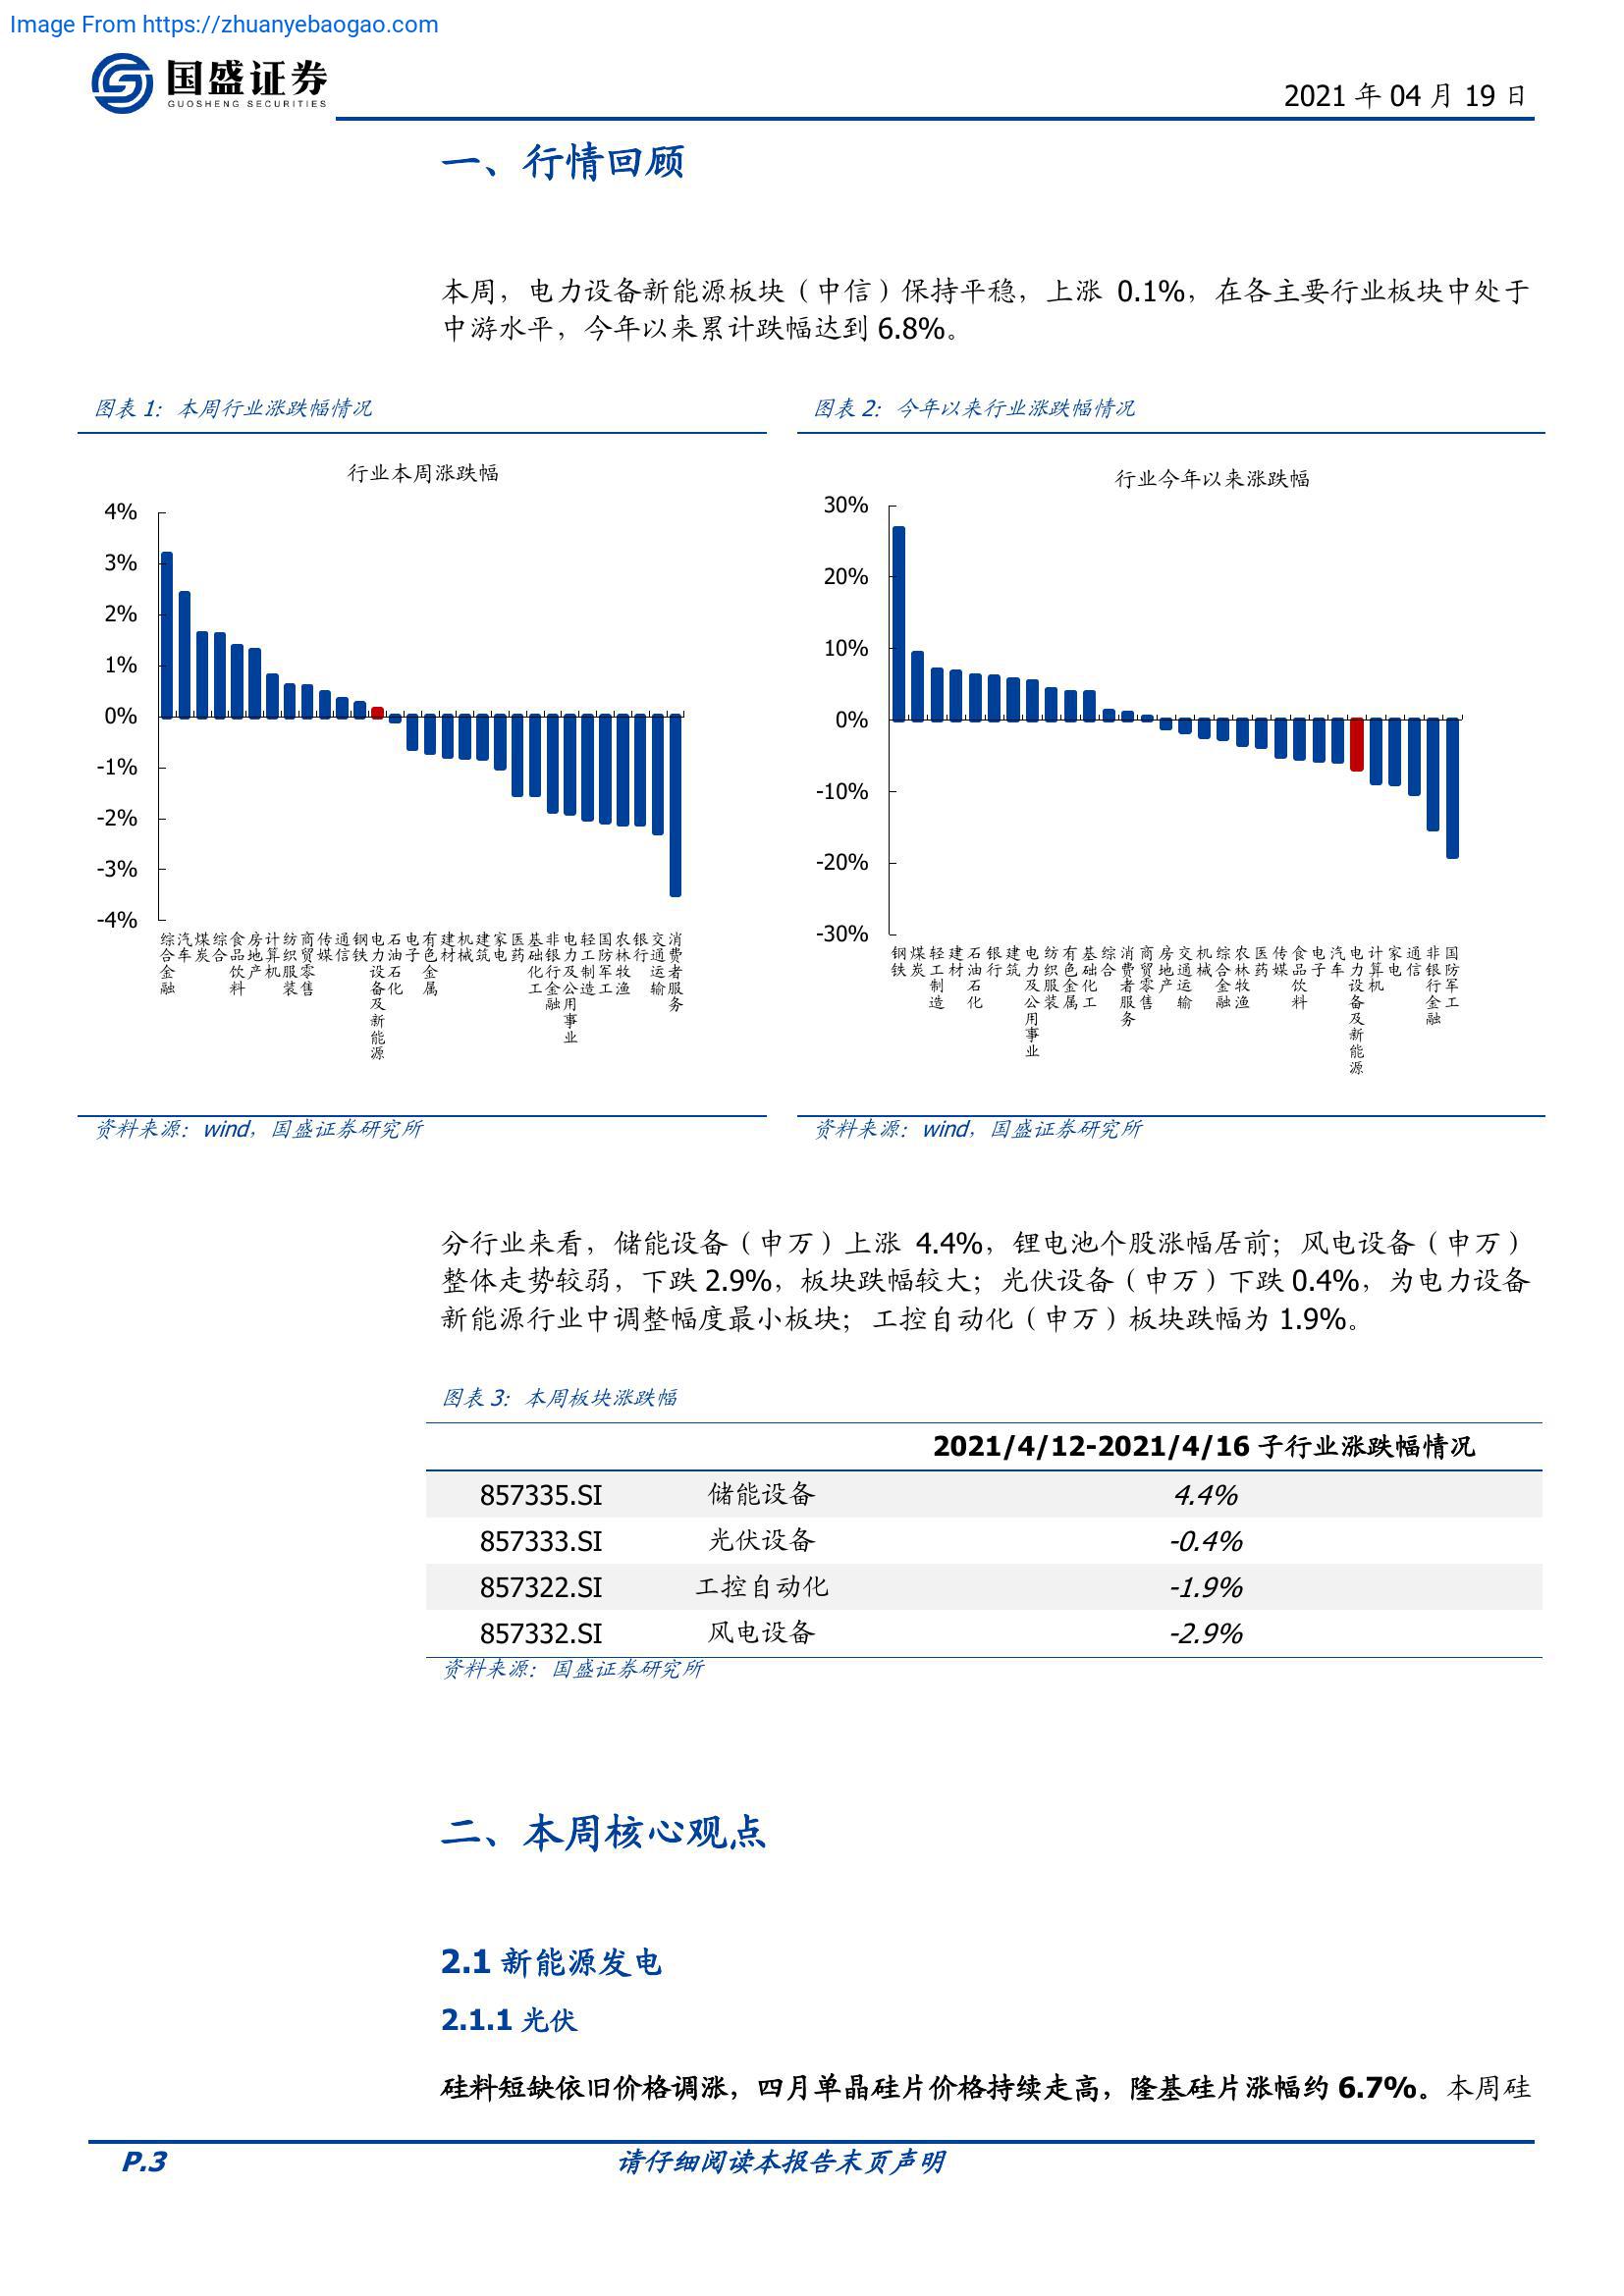 Image From https://zhuanyebaogao.com
国盛证券
GUOSHENG SECURITIES
2021 年 04 月 19 日
一、行情回顾
本周，电力设备新能源板块（中信）保持平稳，上涨 0.1%，在各主要行业板块中处于
中游水平，今年以来累计跌幅达到 6.8%。
图表 1：本周行业涨跌幅情况
行业本周涨跌幅
4%
3%
2%
1%
0%
-1%
-2%
-3%
-4%
综合金融
汽车
煤炭
综合
食品饮料
房地产
计算机
纺织服装
商贸零售
传媒
通信
钢铁
电力设备及新能源
石油石化
电子
有色金属
建材
机械
建筑
家电
医药
基础化工
非银行金融
电力及公用事业
轻工制造
国防军工
农林牧渔
银行
交通运输
消费者服务
资料来源：wind，国盛证券研究所
图表 2：今年以来行业涨跌幅情况
行业今年以来涨跌幅
30%
20%
10%
0%
-10%
-20%
-30%
钢铁
煤炭
轻工制造
建材
石油石化
银行
建筑
电力及公用事业
纺织服装
有色金属
基础化工
综合
消费者服务
商贸零售
房地产
交通运输
机械
综合金融
农林牧渔
医药
传媒
食品饮料
电子
汽车
电力设备及新能源
计算机
家电
通信
非银行金融
国防军工
资料来源：wind，国盛证券研究所
分行业来看，储能设备（申万）上涨 4.4%，锂电池个股涨幅居前；风电设备（申万）
整体走势较弱，下跌 2.9%，板块跌幅较大；光伏设备（申万）下跌 0.4%，为电力设备
新能源行业中调整幅度最小板块；工控自动化（申万）板块跌幅为 1.9%。
图表 3：本周板块涨跌幅
2021/4/12-2021/4/16 子行业涨跌幅情况
857335.SI 储能设备 4.4%
857333.SI 光伏设备 -0.4%
857322.SI 工控自动化 -1.9%
857332.SI 风电设备 -2.9%
资料来源：国盛证券研究所
二、本周核心观点
2.1 新能源发电
2.1.1 光伏
硅料短缺依旧价格调涨，四月单晶硅片价格持续走高，隆基硅片涨幅约 6.7%。本周硅
P.3
请仔细阅读本报告末页声明